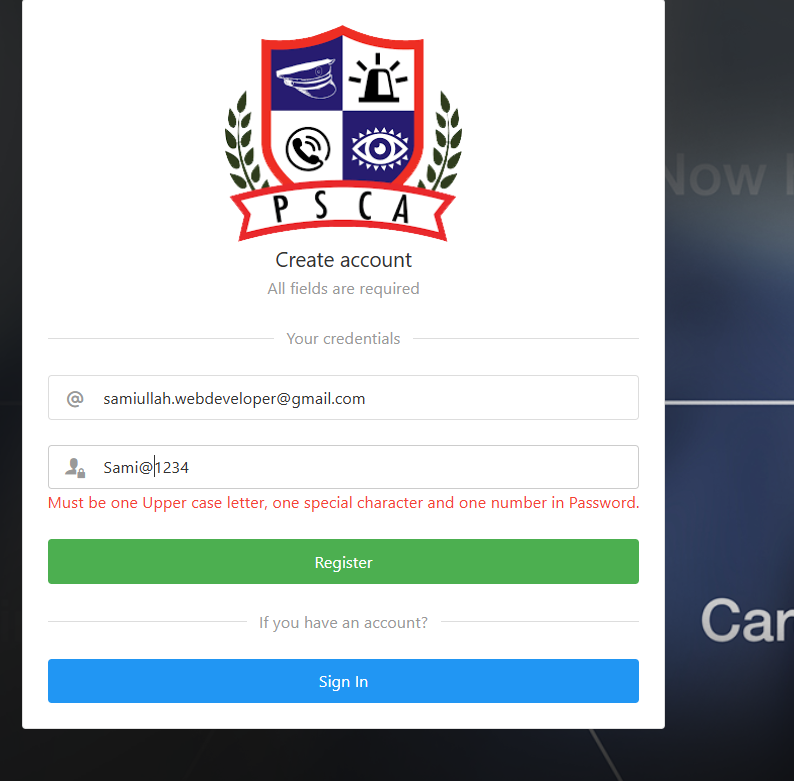 PSCA
Create account
All fields are required
Your credentials
@ samiullah.webdeveloper@gmail.com
Sami@1234
Must be one Upper case letter, one special character and one number in Password.
Register
If you have an account?
Sign In
Now
Car